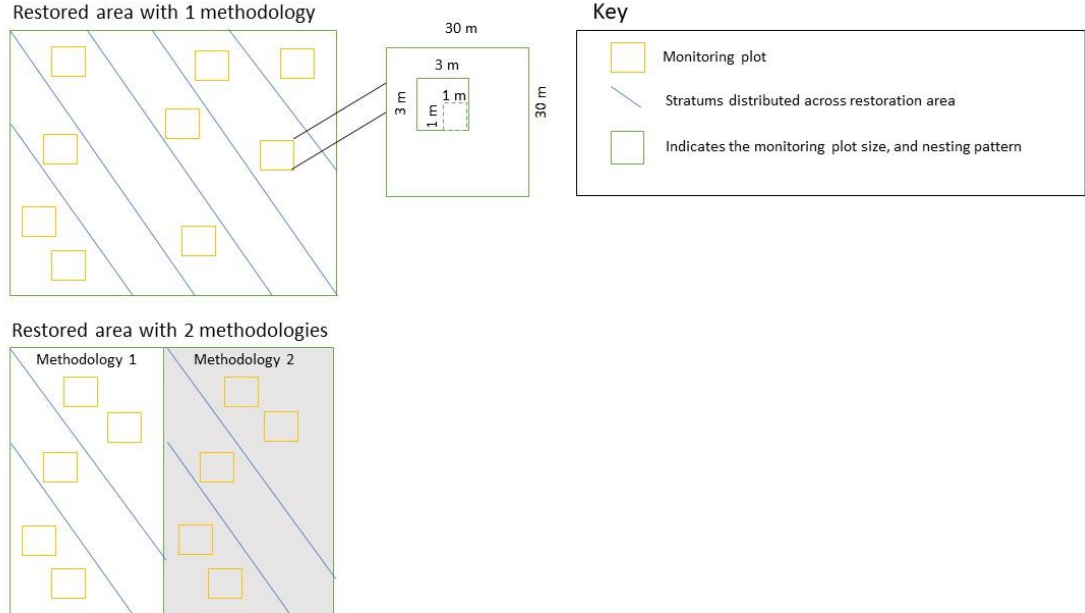 Restored area with 1 methodology
30 m
3 m
1 m
3 m
1 m
30 m
Key
Monitoring plot
Stratums distributed across restoration area
Indicates the monitoring plot size, and nesting pattern
Restored area with 2 methodologies
Methodology 1
Methodology 2